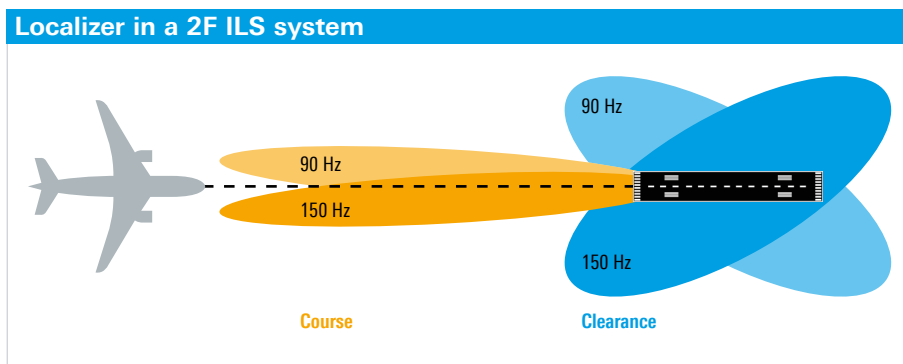 Localizer in a 2F ILS system
90 Hz
90 Hz
150 Hz
150 Hz
Course
Clearance